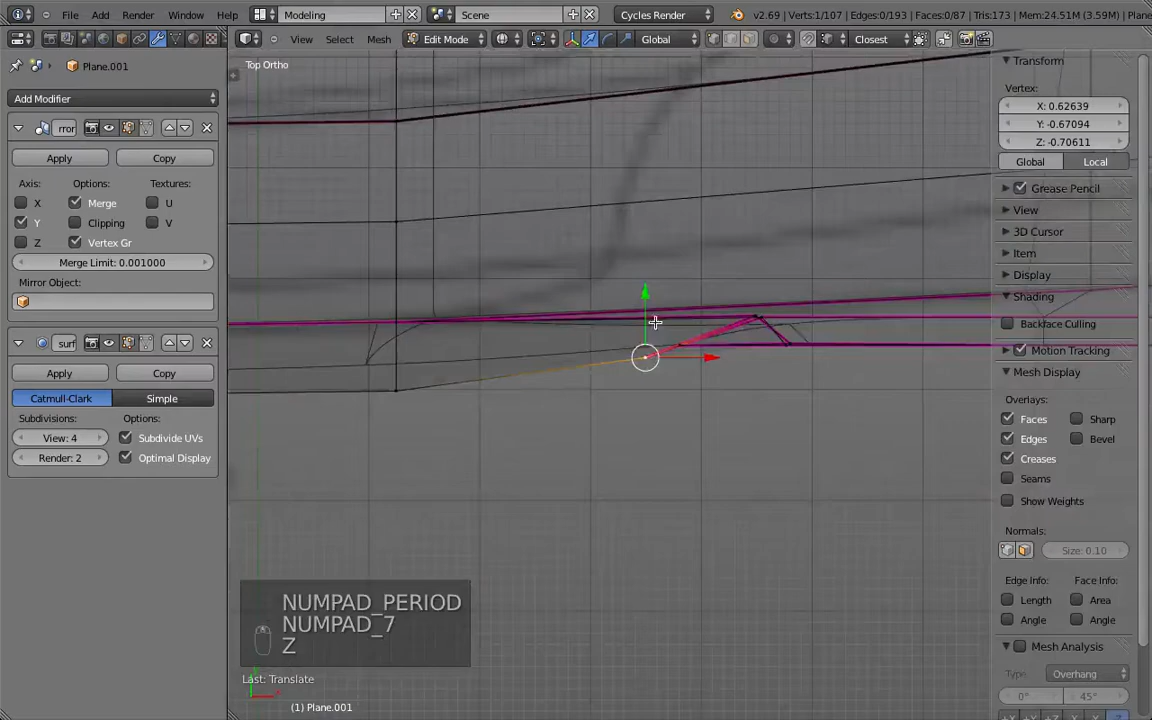 File Add Render Window Help Modeling Scene Cycles Render v2.69 | Verts:1/107 | Edges:0/193 | Faces:0/87 | Tris:173 | Mem:24.51M (3.59M) | Plane
View Select Mesh Edit Mode Global Closest
Plane.001
Add Modifier
rror
Apply Copy
Axis: Options: Textures:
X Merge U
Y Clipping V
Z Vertex Gr
Merge Limit: 0.001000
Mirror Object:
surf
Apply Copy
Catmull-Clark Simple
Subdivisions: Options:
View: 4 Subdivide UVs
Render: 2 Optimal Display
Top Ortho
NUMPAD_PERIOD
NUMPAD_7
Z
Last: Translate
(1) Plane.001
Transform
Vertex:
X: 0.62639
Y: -0.67094
Z: -0.70611
Global Local
Grease Pencil
View
3D Cursor
Item
Display
Shading
Backface Culling
Motion Tracking
Mesh Display
Overlays:
Faces Sharp
Edges Bevel
Creases
Seams
Show Weights
Normals:
Size: 0.10
Edge Info: Face Info:
Length Area
Angle Angle
Mesh Analysis
Type: Overhang
0° 45°